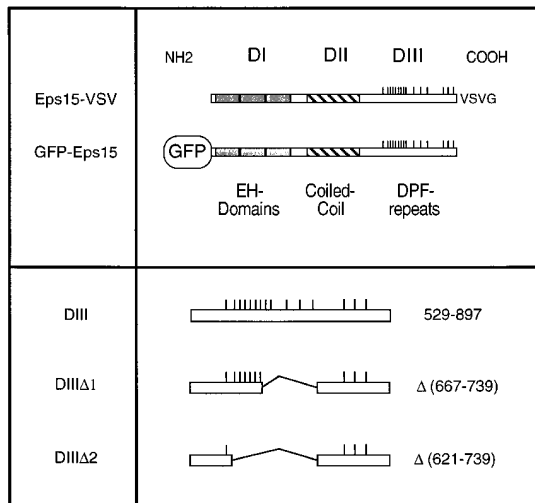 NH2 DI DII DIII COOH
Eps15-VSV VSVG
GFP-Eps15 GFP
EH-Domains Coiled-Coil DPF-repeats
DIII 529-897
DIIIΔ1 Δ (667-739)
DIIIΔ2 Δ (621-739)